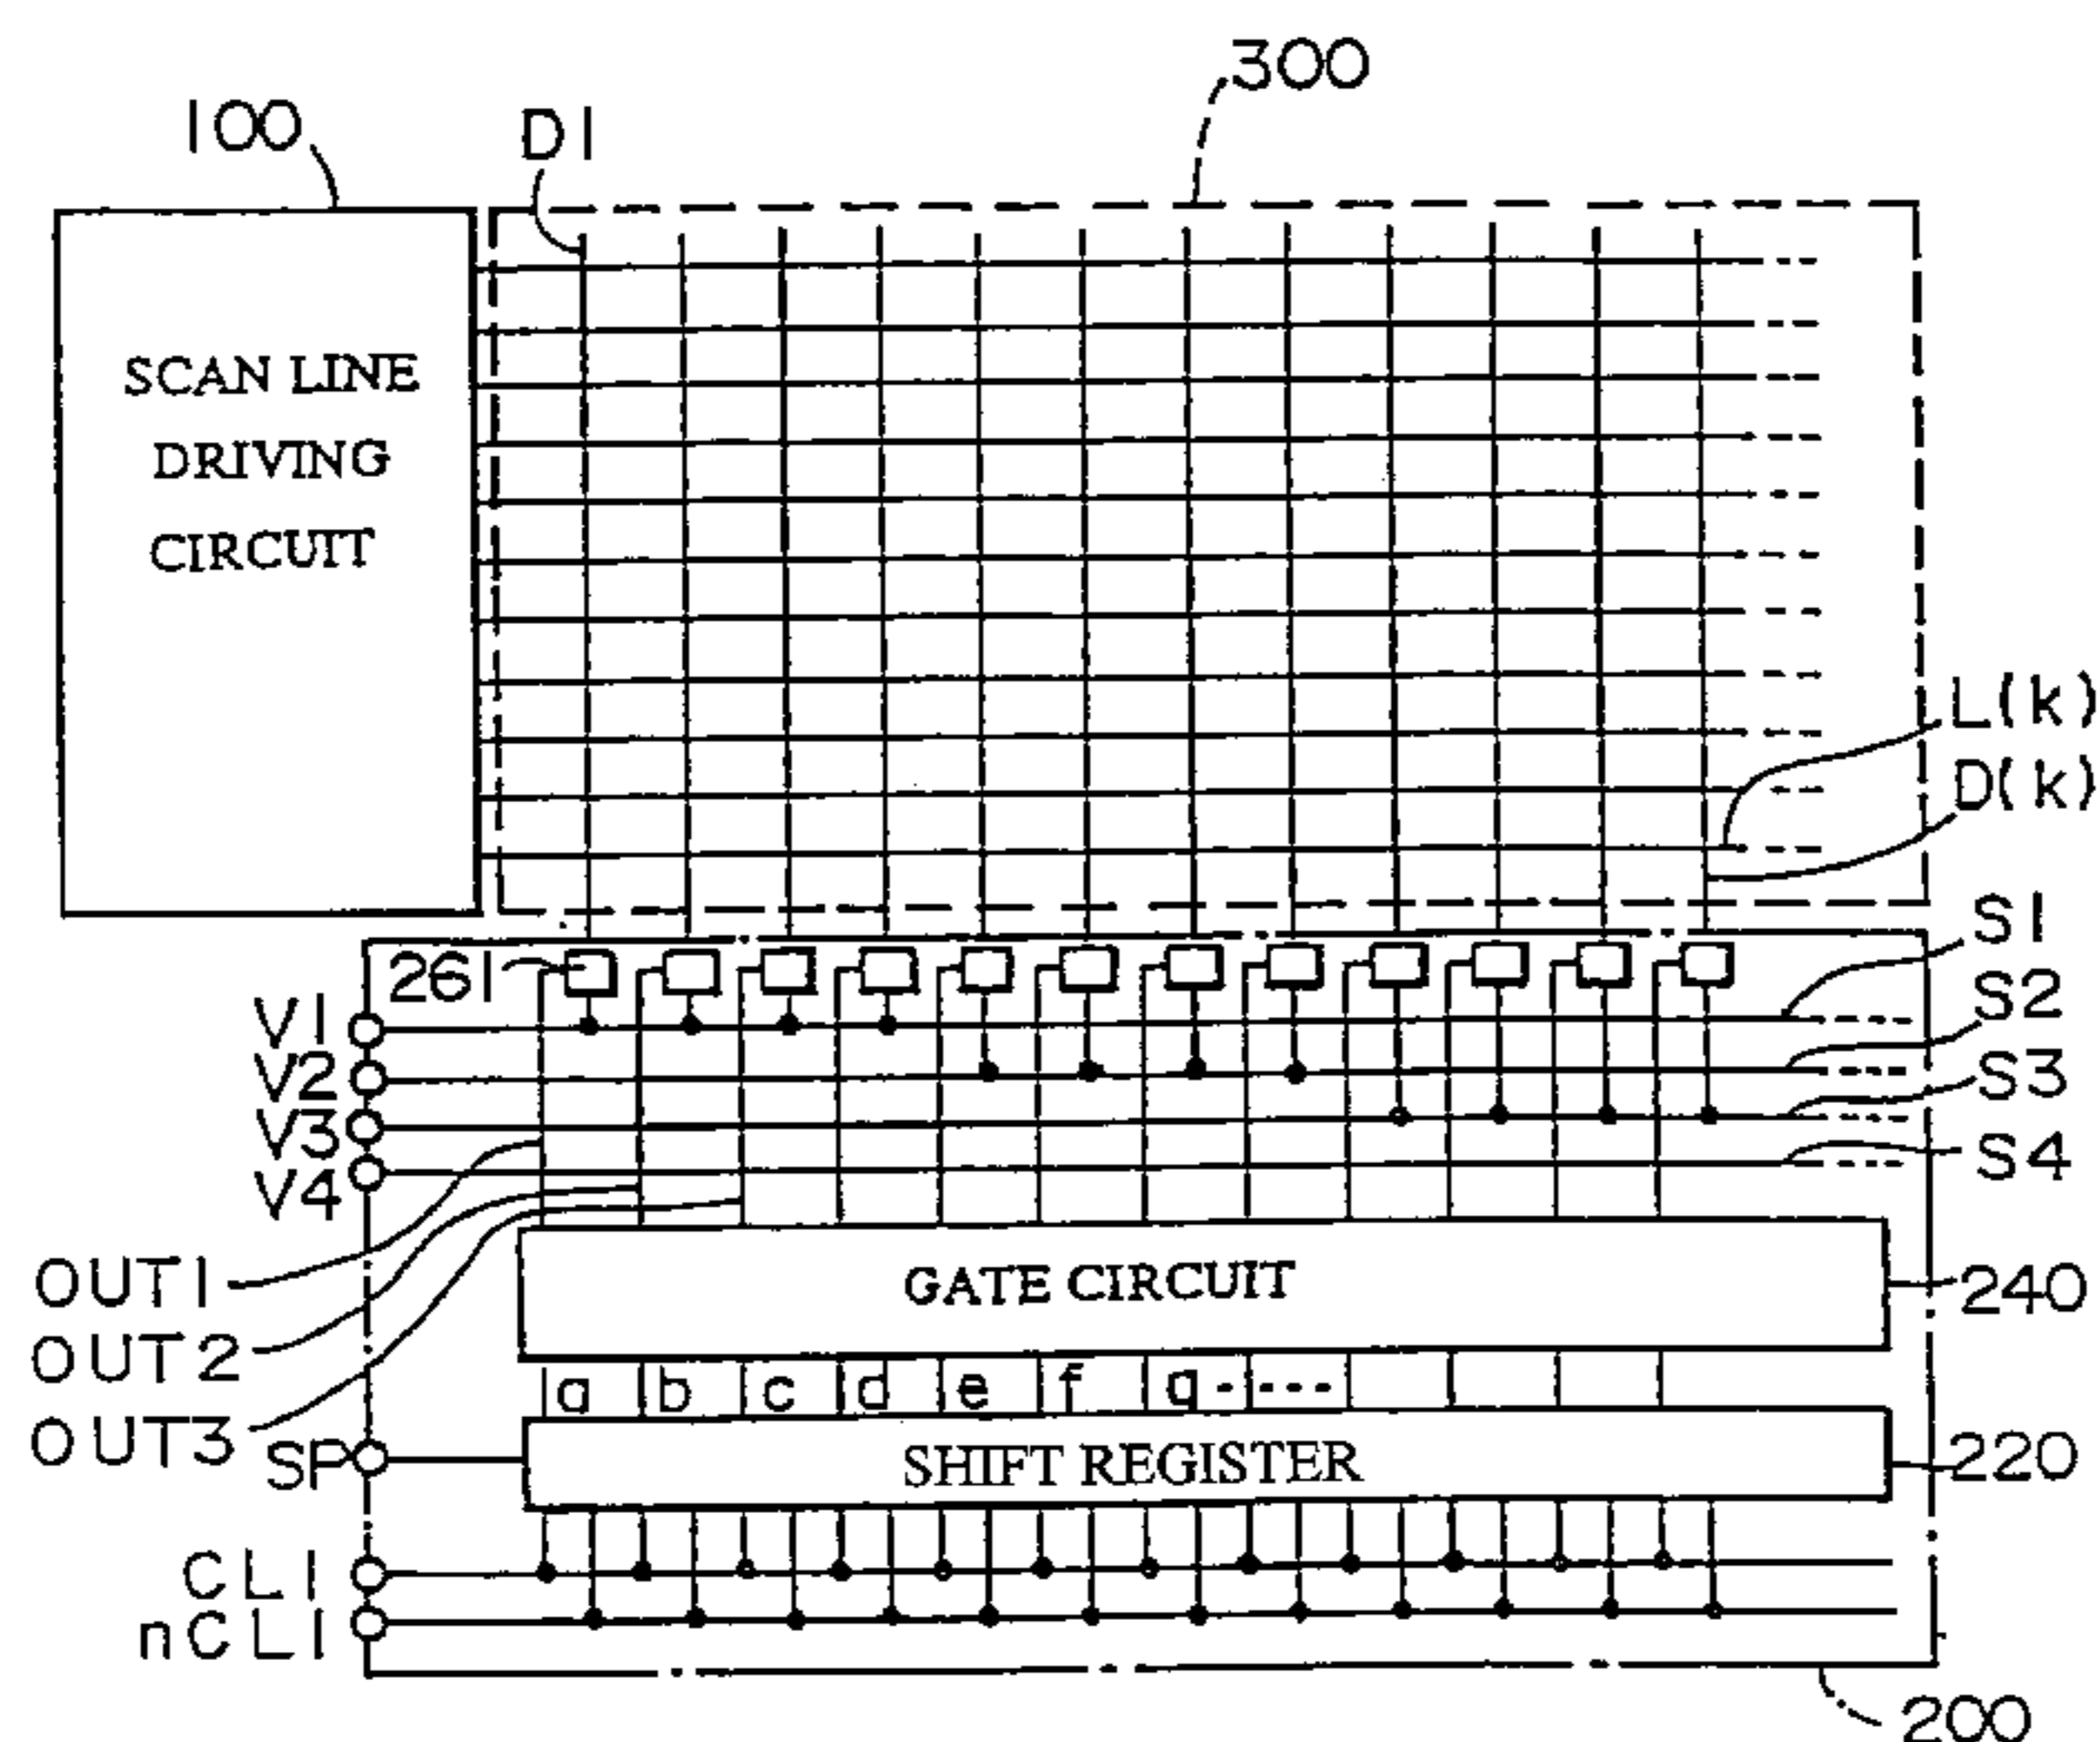 300
100
D1
SCAN LINE
DRIVING
CIRCUIT
L(k)
D(k)
S1
261
V1
S2
V2
S3
V3
S4
V4
OUT1
GATE CIRCUIT
240
OUT2
a b c d e f g ----
OUT3
SP
SHIFT REGISTER
220
CL1
nCL1
200